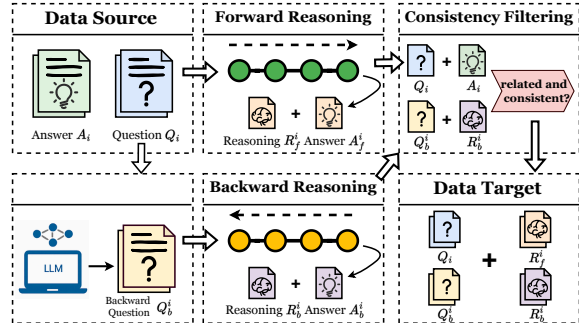 Data Source
Answer A_i
Question Q_i
Forward Reasoning
Reasoning R_f^i
+
Answer A_f^i
Consistency Filtering
Q_i
+
A_i
Q_b^i
+
R_b^i
related and
consistent?
LLM
Backward
Question Q_b^i
Backward Reasoning
Reasoning R_b^i
+
Answer A_b^i
Data Target
Q_i
R_f^i
+
Q_b^i
R_b^i